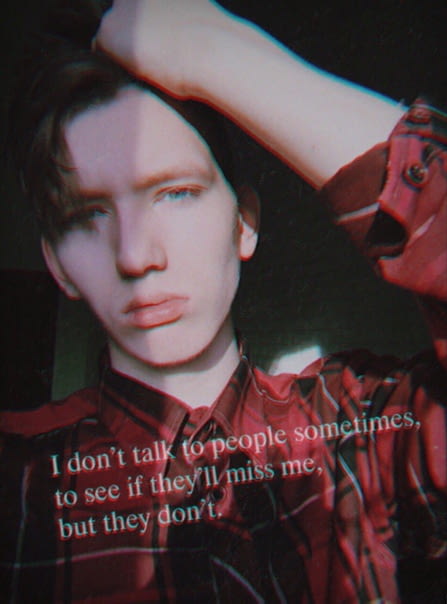 I don't talk to people sometimes,
to see if they'll miss me,
but they don't.